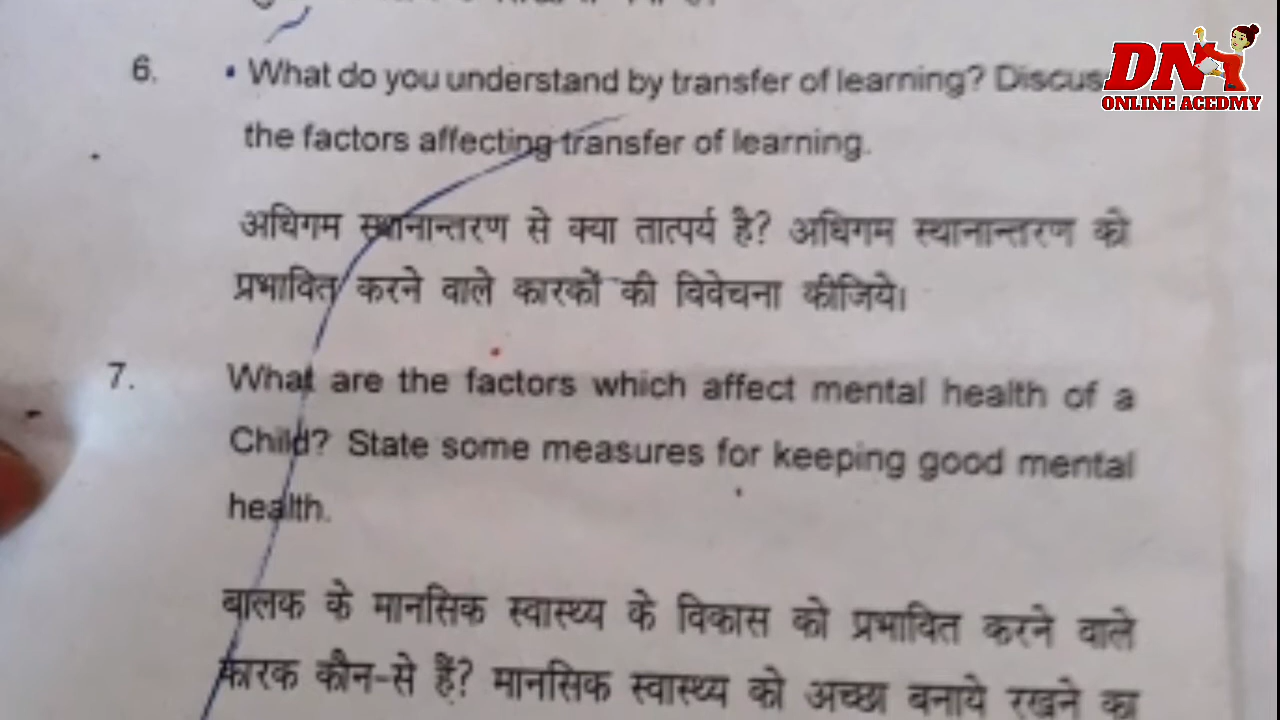 6. • What do you understand by transfer of learning? Discuss
the factors affecting transfer of learning.
अधिगम स्थानान्तरण से क्या तात्पर्य है? अधिगम स्थानान्तरण को
प्रभावित करने वाले कारकों की विवेचना कीजिये।
7. What are the factors which affect mental health of a
Child? State some measures for keeping good mental
health.
बालक के मानसिक स्वास्थ्य के विकास को प्रभावित करने वाले
कारक कौन-से हैं? मानसिक स्वास्थ्य को अच्छा बनाये रखने का
DN
ONLINE ACEDMY